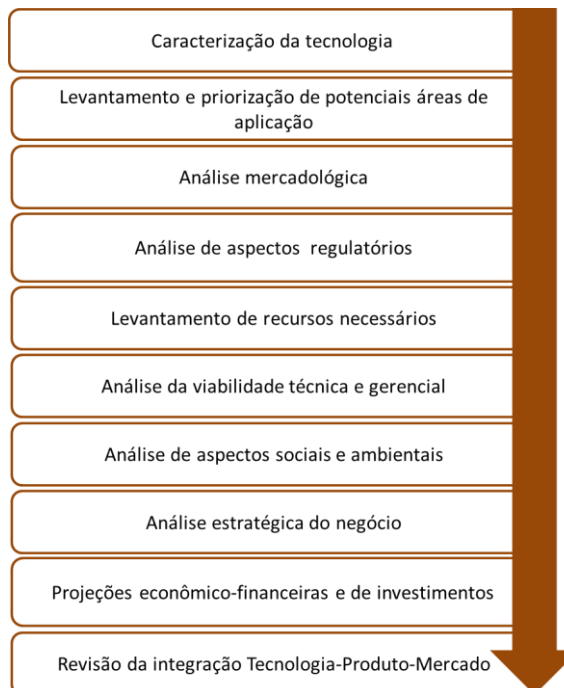 Caracterização da tecnologia
Levantamento e priorização de potenciais áreas de
aplicação
Análise mercadológica
Análise de aspectos  regulatórios
Levantamento de recursos necessários
Análise da viabilidade técnica e gerencial
Análise de aspectos sociais e ambientais
Análise estratégica do negócio
Projeções econômico-financeiras e de investimentos
Revisão da integração Tecnologia-Produto-Mercado